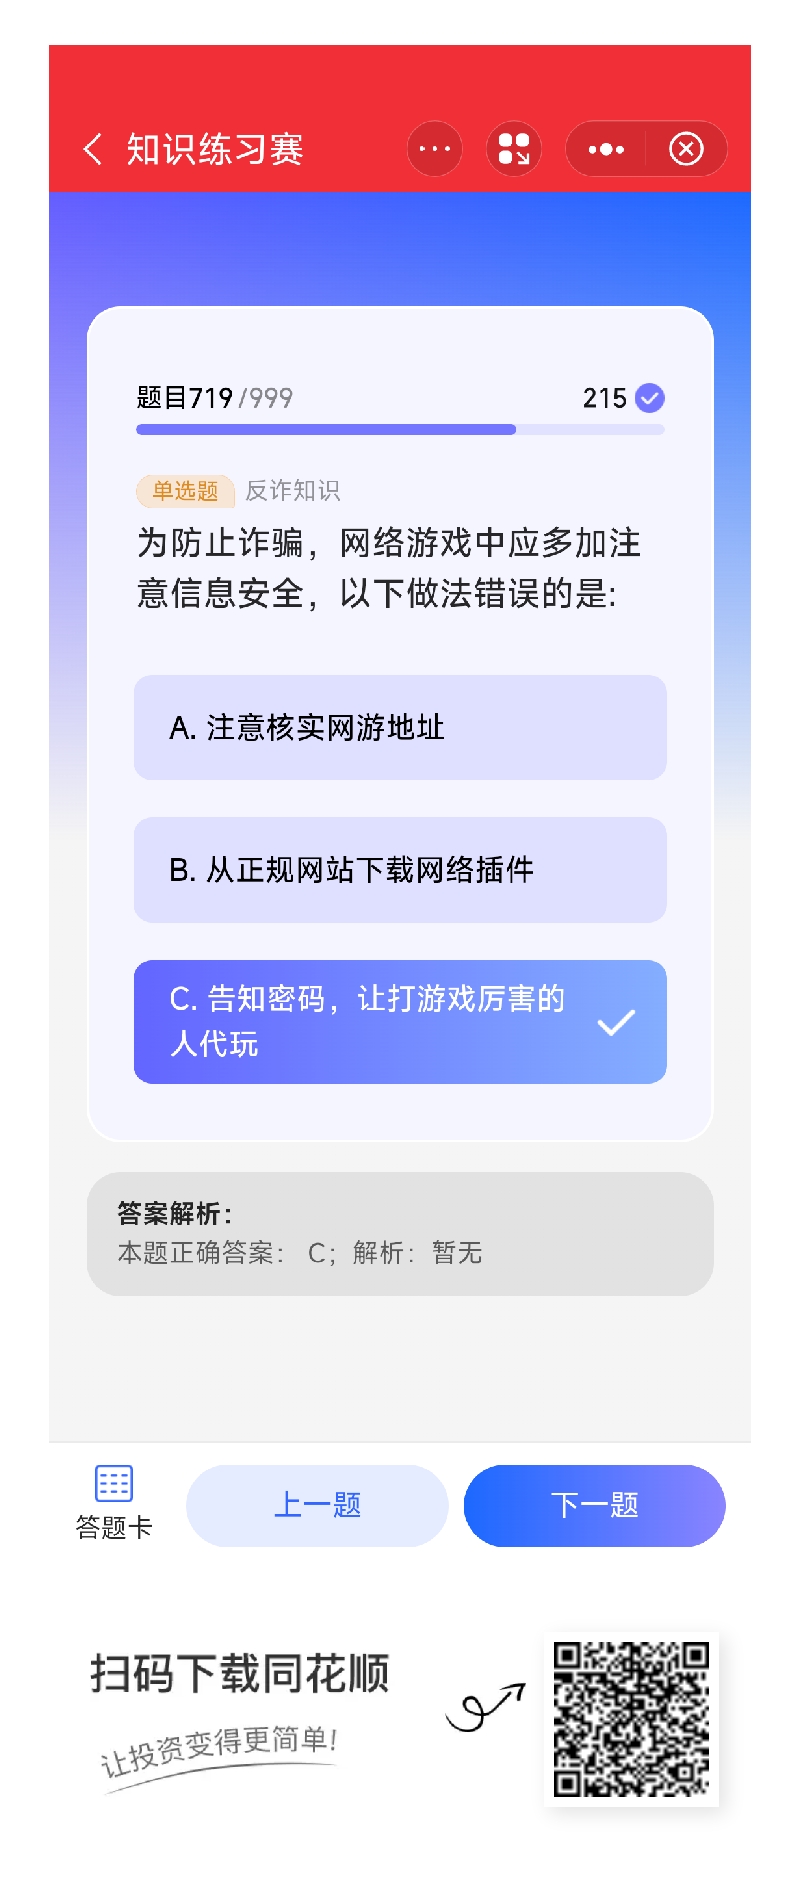 知识练习赛
题目719/999
215
单选题 反诈知识
为防止诈骗，网络游戏中应多加注
意信息安全，以下做法错误的是:
A. 注意核实网游地址
B. 从正规网站下载网络插件
C. 告知密码，让打游戏厉害的
人代玩
答案解析：
本题正确答案： C；解析：暂无
答题卡
上一题
下一题
扫码下载同花顺
让投资变得更简单!